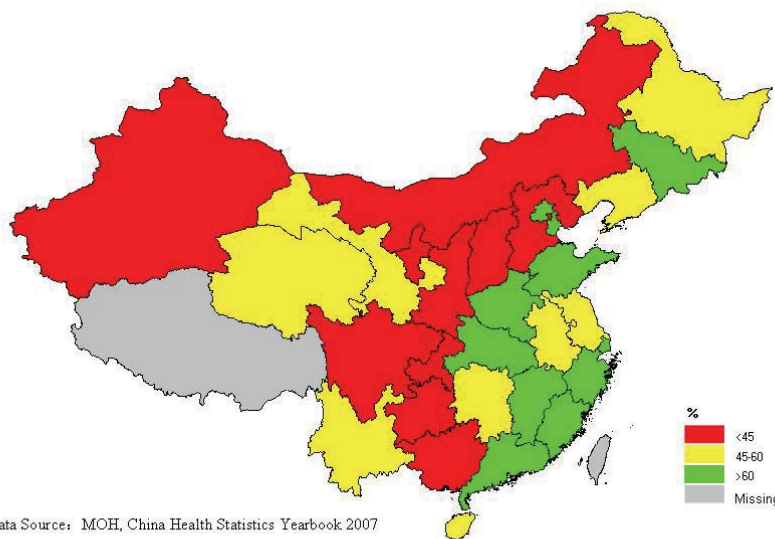 %
<45
45-60
>60
Missing
ata Source: MOH, China Health Statistics Yearbook 2007